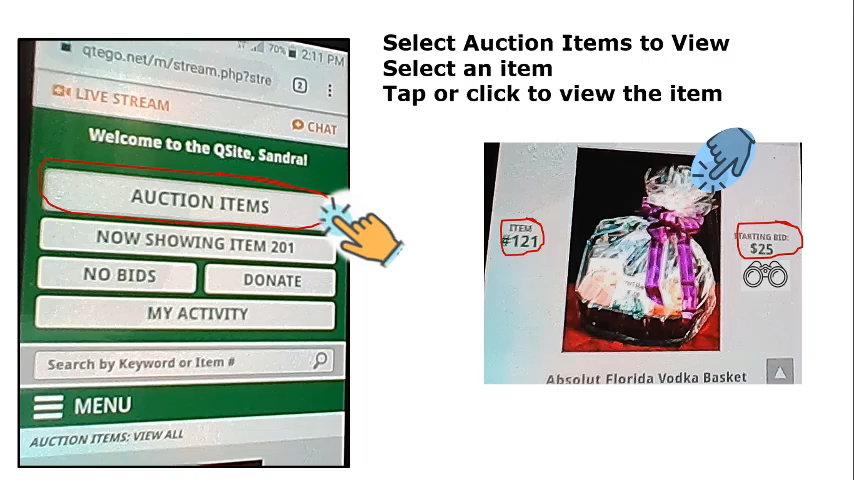 Select Auction Items to View
Select an item
Tap or click to view the item
70% 2:11 PM
qtego.net/m/stream.php?stre
2
LIVE STREAM
CHAT
Welcome to the QSite, Sandra!
AUCTION ITEMS
NOW SHOWING ITEM 201
NO BIDS
DONATE
MY ACTIVITY
Search by Keyword or Item #
MENU
AUCTION ITEMS: VIEW ALL
ITEM
#121
STARTING BID:
$25
Absolut Florida Vodka Basket